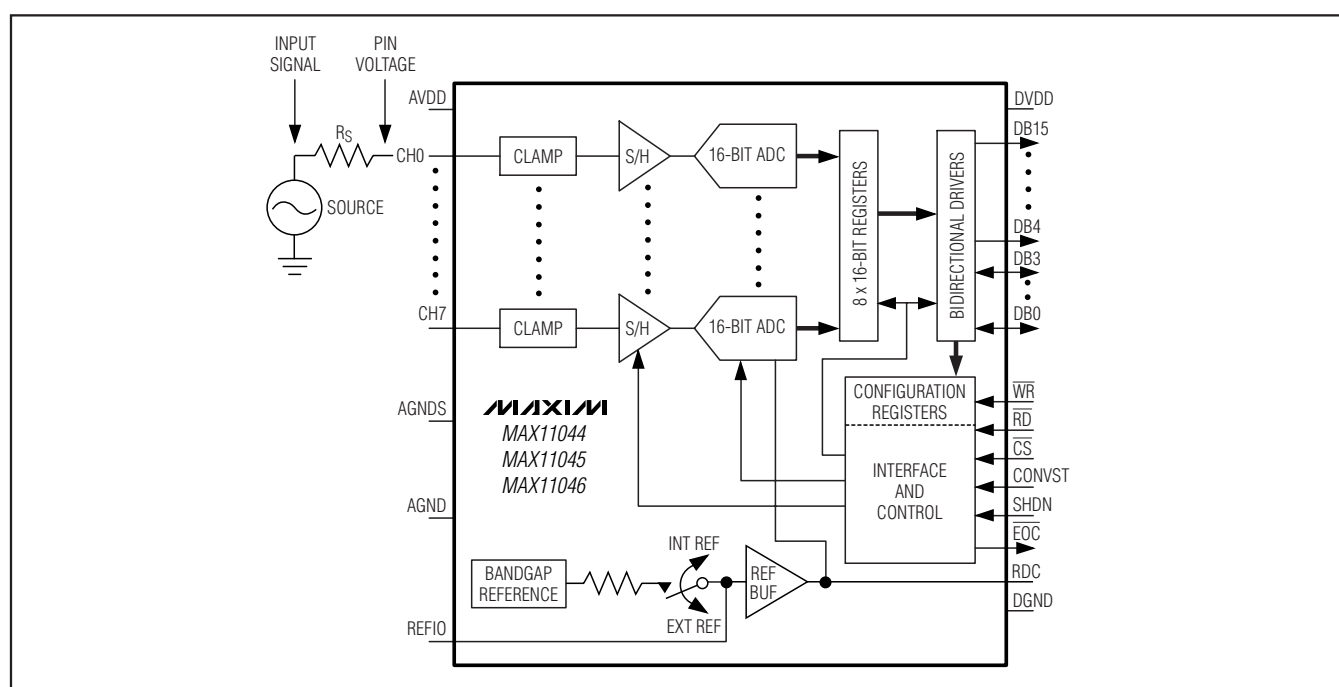 INPUT
SIGNAL
PIN
VOLTAGE
AVDD
DVDD
RS
CH0
CLAMP
S/H
16-BIT ADC
8 x 16-BIT REGISTERS
BIDIRECTIONAL DRIVERS
DB15
SOURCE
DB4
DB3
DB0
CH7
CLAMP
S/H
16-BIT ADC
CONFIGURATION
REGISTERS
WR
RD
CS
CONVST
SHDN
EOC
AGNDS
MAXIM
MAX11044
MAX11045
MAX11046
INTERFACE
AND
CONTROL
AGND
INT REF
BANDGAP
REFERENCE
REF
BUF
EXT REF
RDC
DGND
REFIO